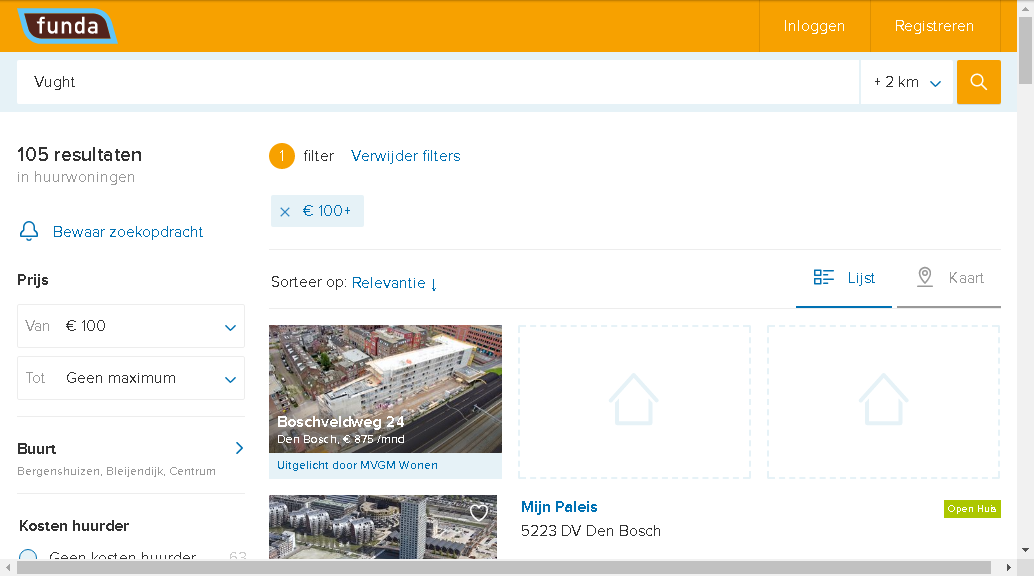 funda
Inloggen
Registreren
Vught
+ 2 km
105 resultaten
in huurwoningen
1 filter Verwijder filters
€ 100+
Bewaar zoekopdracht
Sorteer op: Relevantie ↓
Lijst
Kaart
Prijs
Van € 100
Tot Geen maximum
Buurt
Bergenshuizen, Bleijendijk, Centrum
Kosten huurder
Geen kosten huurder 63
Boschveldweg 24
Den Bosch, € 875 /mnd
Uitgelicht door MVGM Wonen
Mijn Paleis
5223 DV Den Bosch
Open Huis